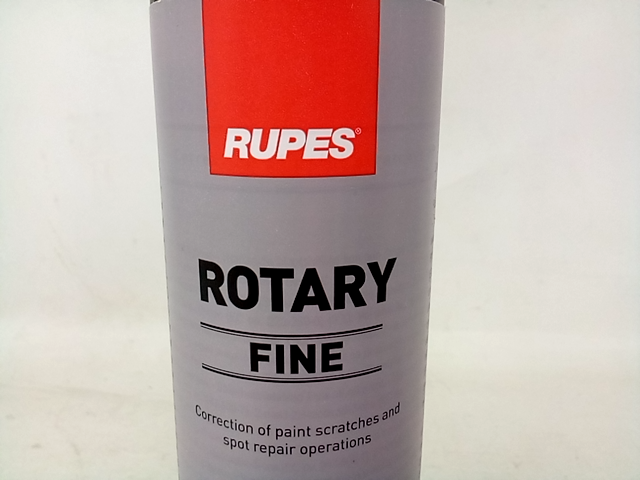 RUPES®
ROTARY
FINE
Correction of paint scratches and
spot repair operations